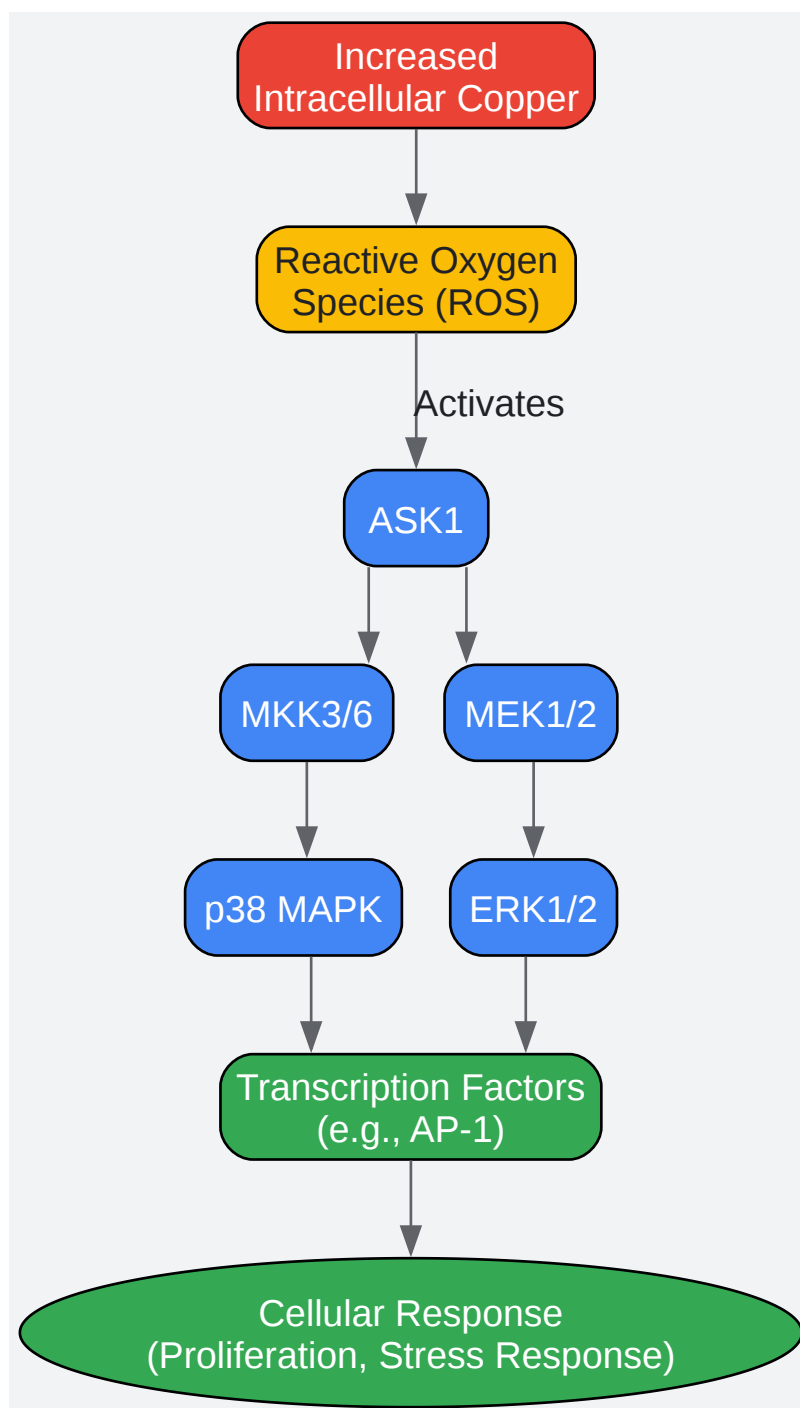 Increased
Intracellular Copper
Reactive Oxygen
Species (ROS)
Activates
ASK1
MKK3/6
MEK1/2
p38 MAPK
ERK1/2
Transcription Factors
(e.g., AP-1)
Cellular Response
(Proliferation, Stress Response)